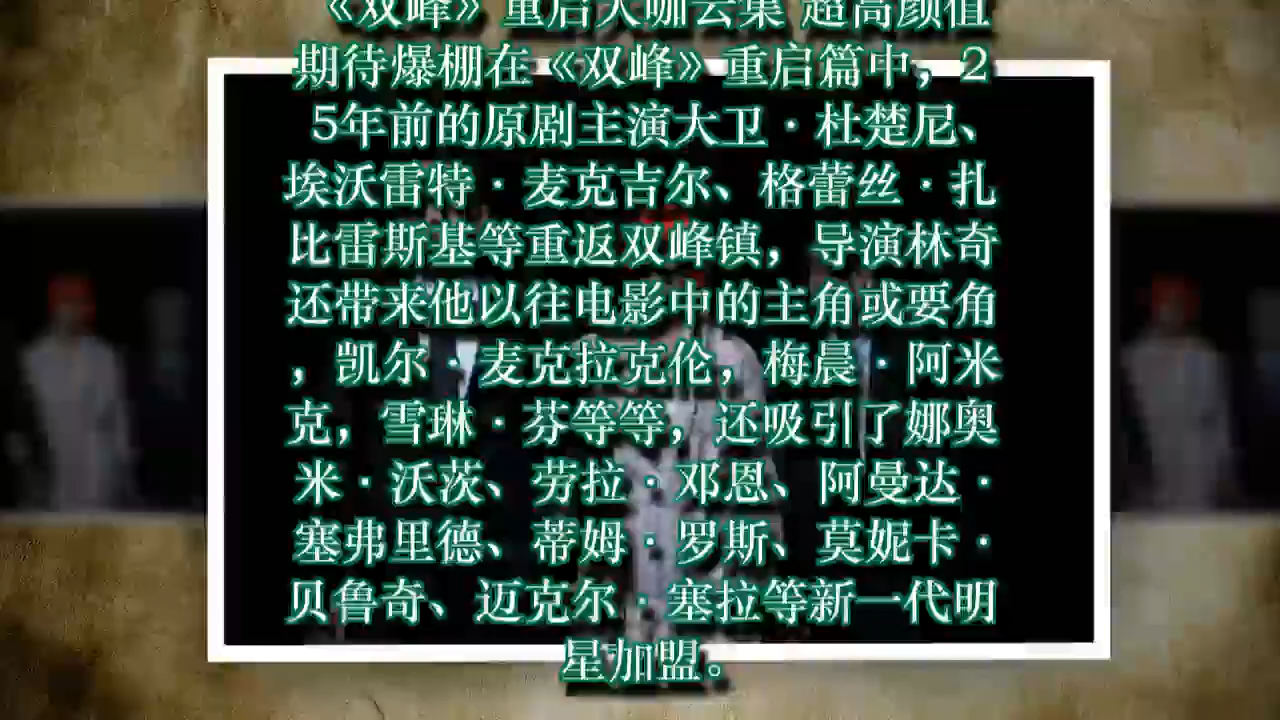 《双峰》重启大咖云集 超高颜值
期待爆棚在《双峰》重启篇中，2
5年前的原剧主演大卫·杜楚尼、
埃沃雷特·麦克吉尔、格蕾丝·扎
比雷斯基等重返双峰镇，导演林奇
还带来他以往电影中的主角或要角
，凯尔·麦克拉克伦，梅晨·阿米
克，雪琳·芬等等，还吸引了娜奥
米·沃茨、劳拉·邓恩、阿曼达·
塞弗里德、蒂姆·罗斯、莫妮卡·
贝鲁奇、迈克尔·塞拉等新一代明
星加盟。